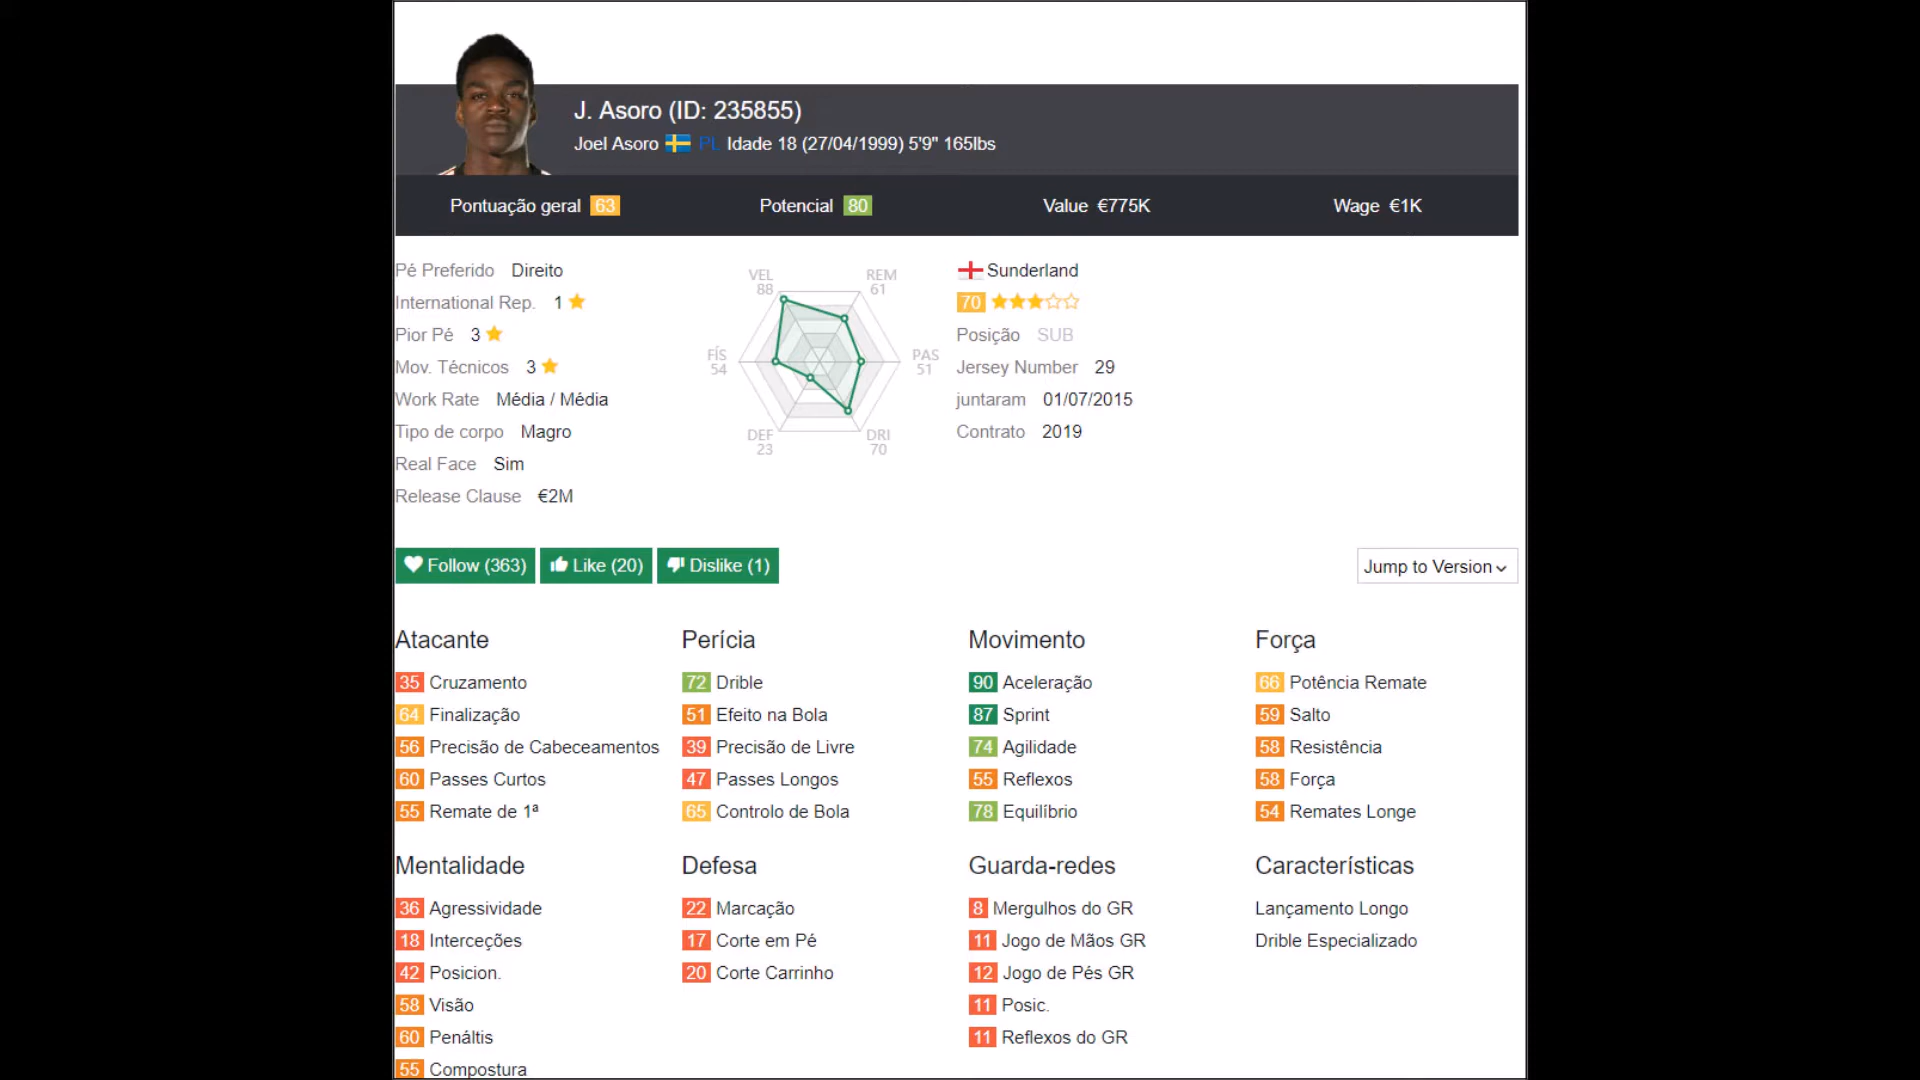 J. Asoro (ID: 235855)
Joel Asoro PL Idade 18 (27/04/1999) 5'9" 165lbs
Pontuação geral 63 Potencial 80 Value €775K Wage €1K
Pé Preferido Direito
International Rep. 1
Pior Pé 3
Mov. Técnicos 3
Work Rate Média / Média
Tipo de corpo Magro
Real Face Sim
Release Clause €2M
VEL
88
REM
61
FÍS
54
PAS
51
DEF
23
DRI
70
Sunderland
70
Posição SUB
Jersey Number 29
juntaram 01/07/2015
Contrato 2019
Follow (363) Like (20) Dislike (1) Jump to Version
Atacante
35 Cruzamento
64 Finalização
56 Precisão de Cabeceamentos
60 Passes Curtos
55 Remate de 1ª
Perícia
72 Drible
51 Efeito na Bola
39 Precisão de Livre
47 Passes Longos
65 Controlo de Bola
Movimento
90 Aceleração
87 Sprint
74 Agilidade
55 Reflexos
78 Equilíbrio
Força
66 Potência Remate
59 Salto
58 Resistência
58 Força
54 Remates Longe
Mentalidade
36 Agressividade
18 Interceções
42 Posicion.
58 Visão
60 Penáltis
55 Compostura
Defesa
22 Marcação
17 Corte em Pé
20 Corte Carrinho
Guarda-redes
8 Mergulhos do GR
11 Jogo de Mãos GR
12 Jogo de Pés GR
11 Posic.
11 Reflexos do GR
Características
Lançamento Longo
Drible Especializado